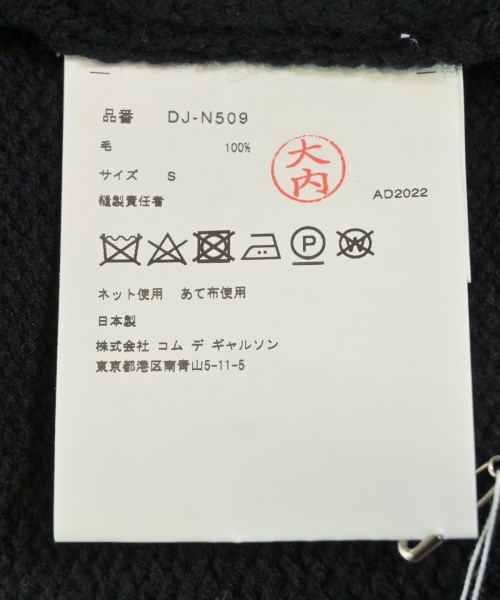 品番 DJ-N509
毛 100%
サイズ S
縫製責任者
大内
AD2022
P
W
ネット使用 あて布使用
日本製
株式会社 コム デ ギャルソン
東京都港区南青山5-11-5